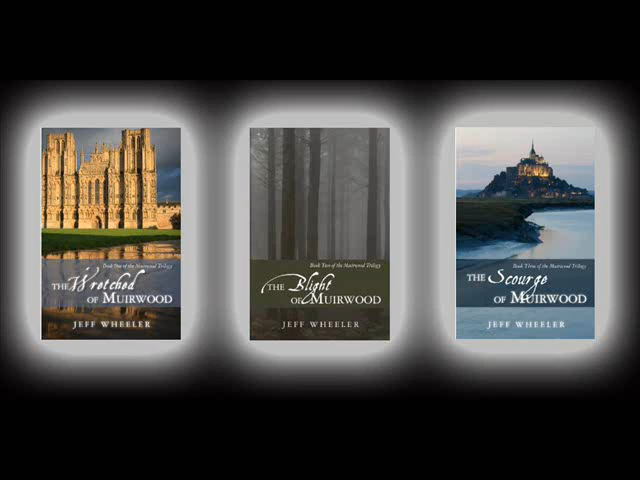 Book One of the Muirwood Trilogy
THE Wretched
OF MUIRWOOD
JEFF WHEELER
Book Two of the Muirwood Trilogy
THE Blight
OF MUIRWOOD
JEFF WHEELER
Book Three of the Muirwood Trilogy
THE Scourge
OF MUIRWOOD
JEFF WHEELER